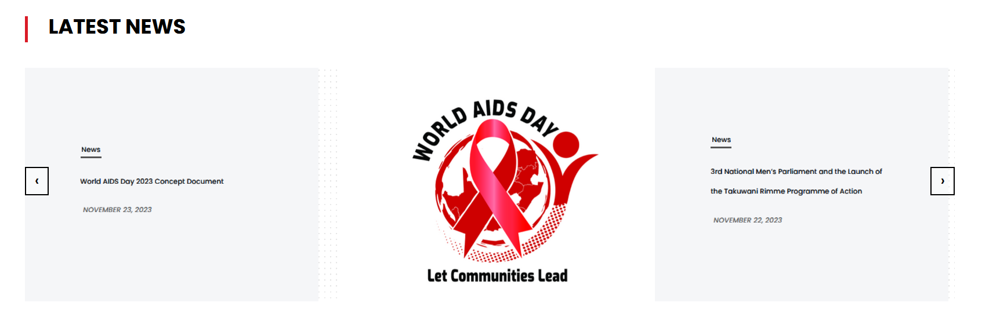 LATEST NEWS
News
World AIDS Day 2023 Concept Document
NOVEMBER 23, 2023
WORLD AIDS DAY
Let Communities Lead
News
3rd National Men's Parliament and the Launch of
the Takuwani Rimme Programme of Action
NOVEMBER 22, 2023